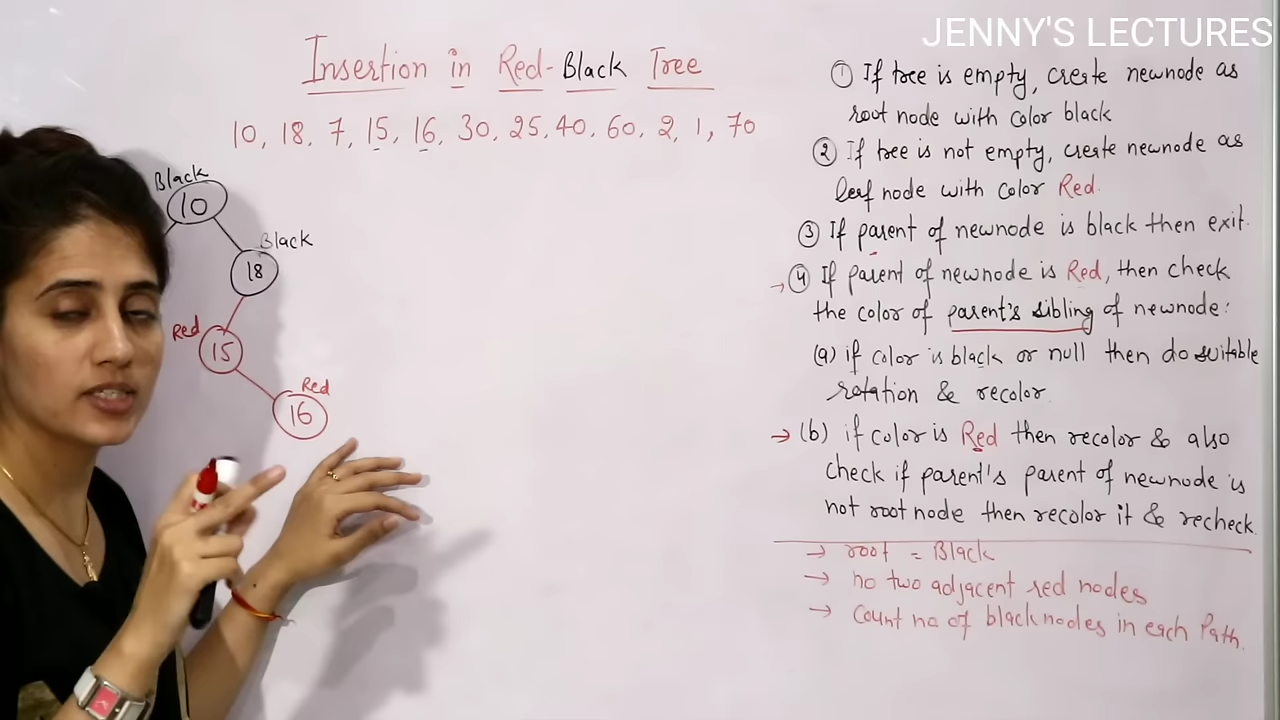 JENNY'S LECTURES
Insertion in Red-Black Tree
10, 18, 7, 15, 16, 30, 25, 40, 60, 2, 1, 70
Black
10
Black
18
Red
15
Red
16
① If tree is empty, create newnode as
root node with color black
② If tree is not empty, create newnode as
leaf node with color Red.
③ If parent of newnode is black then exit.
→ ④ If parent of newnode is Red, then check
the color of parent's sibling of newnode:
(a) if color is black or null then do suitable
rotation & recolor.
→ (b) if color is Red then recolor & also
check if parent's parent of newnode is
not root node then recolor it & recheck
→ root = Black
→ no two adjacent red nodes
→ Count no of black nodes in each Path.